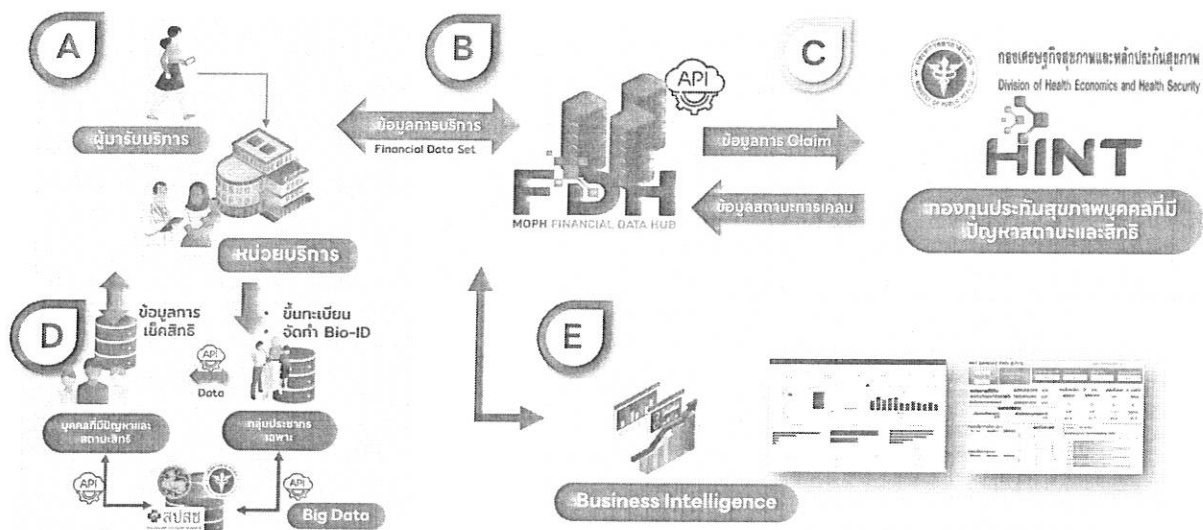 A
B
C
API
กองเศรษฐกิจสุขภาพและหลักประกันสุขภาพ
Division of Health Economics and Health Security
HINT
ผู้มารับบริการ
ข้อมูลการบริการ
Financial Data Set
ข้อมูลการ Claim
FDH
MOPH FINANCIAL DATA HUB
ข้อมูลสถานะการเคลม
กองทุนประกันสุขภาพบุคคลที่มี
ปัญหาสถานะและสิทธิ
หน่วยบริการ
D
ข้อมูลการ
เช็คสิทธิ
• ขึ้นทะเบียน
• จัดทำ Bio-ID
API
Data
บุคคลที่มีปัญหาและ
สถานะสิทธิ
กลุ่มประชากร
เฉพาะ
API
API
สปสช
Big Data
E
Business Intelligence